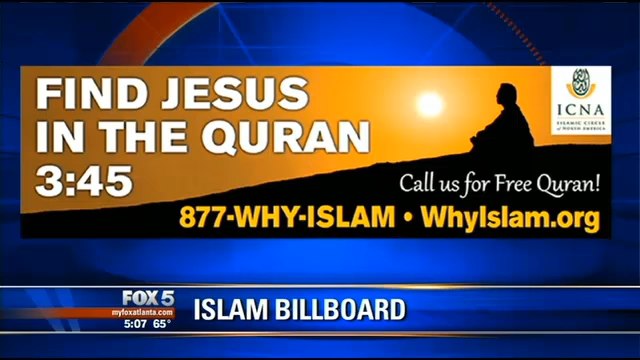 FIND JESUS
IN THE QURAN
3:45
ICNA
ISLAMIC CIRCLE
of NORTH AMERICA
Call us for Free Quran!
877-WHY-ISLAM • WhyIslam.org
FOX 5
myfoxatlanta.com
5:07 65°
ISLAM BILLBOARD